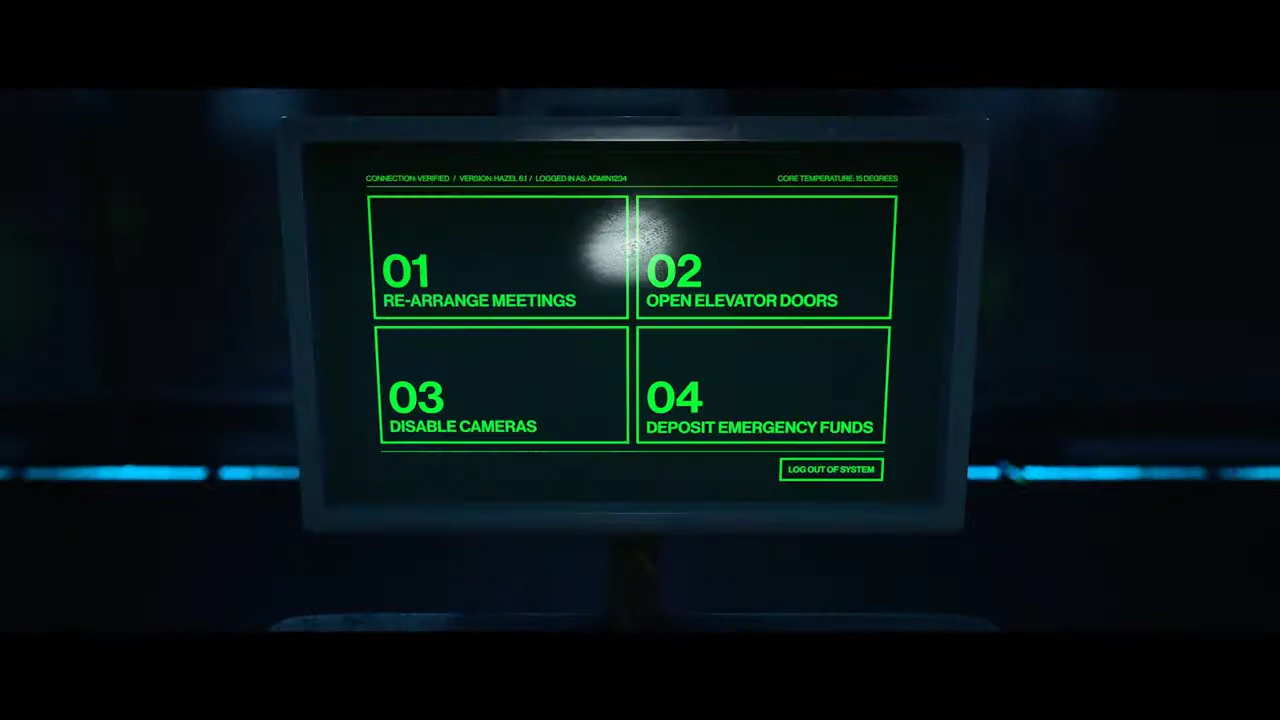 CONNECTION: VERIFIED / VERSION: HAZEL 6.1 / LOGGED IN AS: ADMIN1234
CORE TEMPERATURE: 15 DEGREES
01
RE-ARRANGE MEETINGS
02
OPEN ELEVATOR DOORS
03
DISABLE CAMERAS
04
DEPOSIT EMERGENCY FUNDS
LOG OUT OF SYSTEM